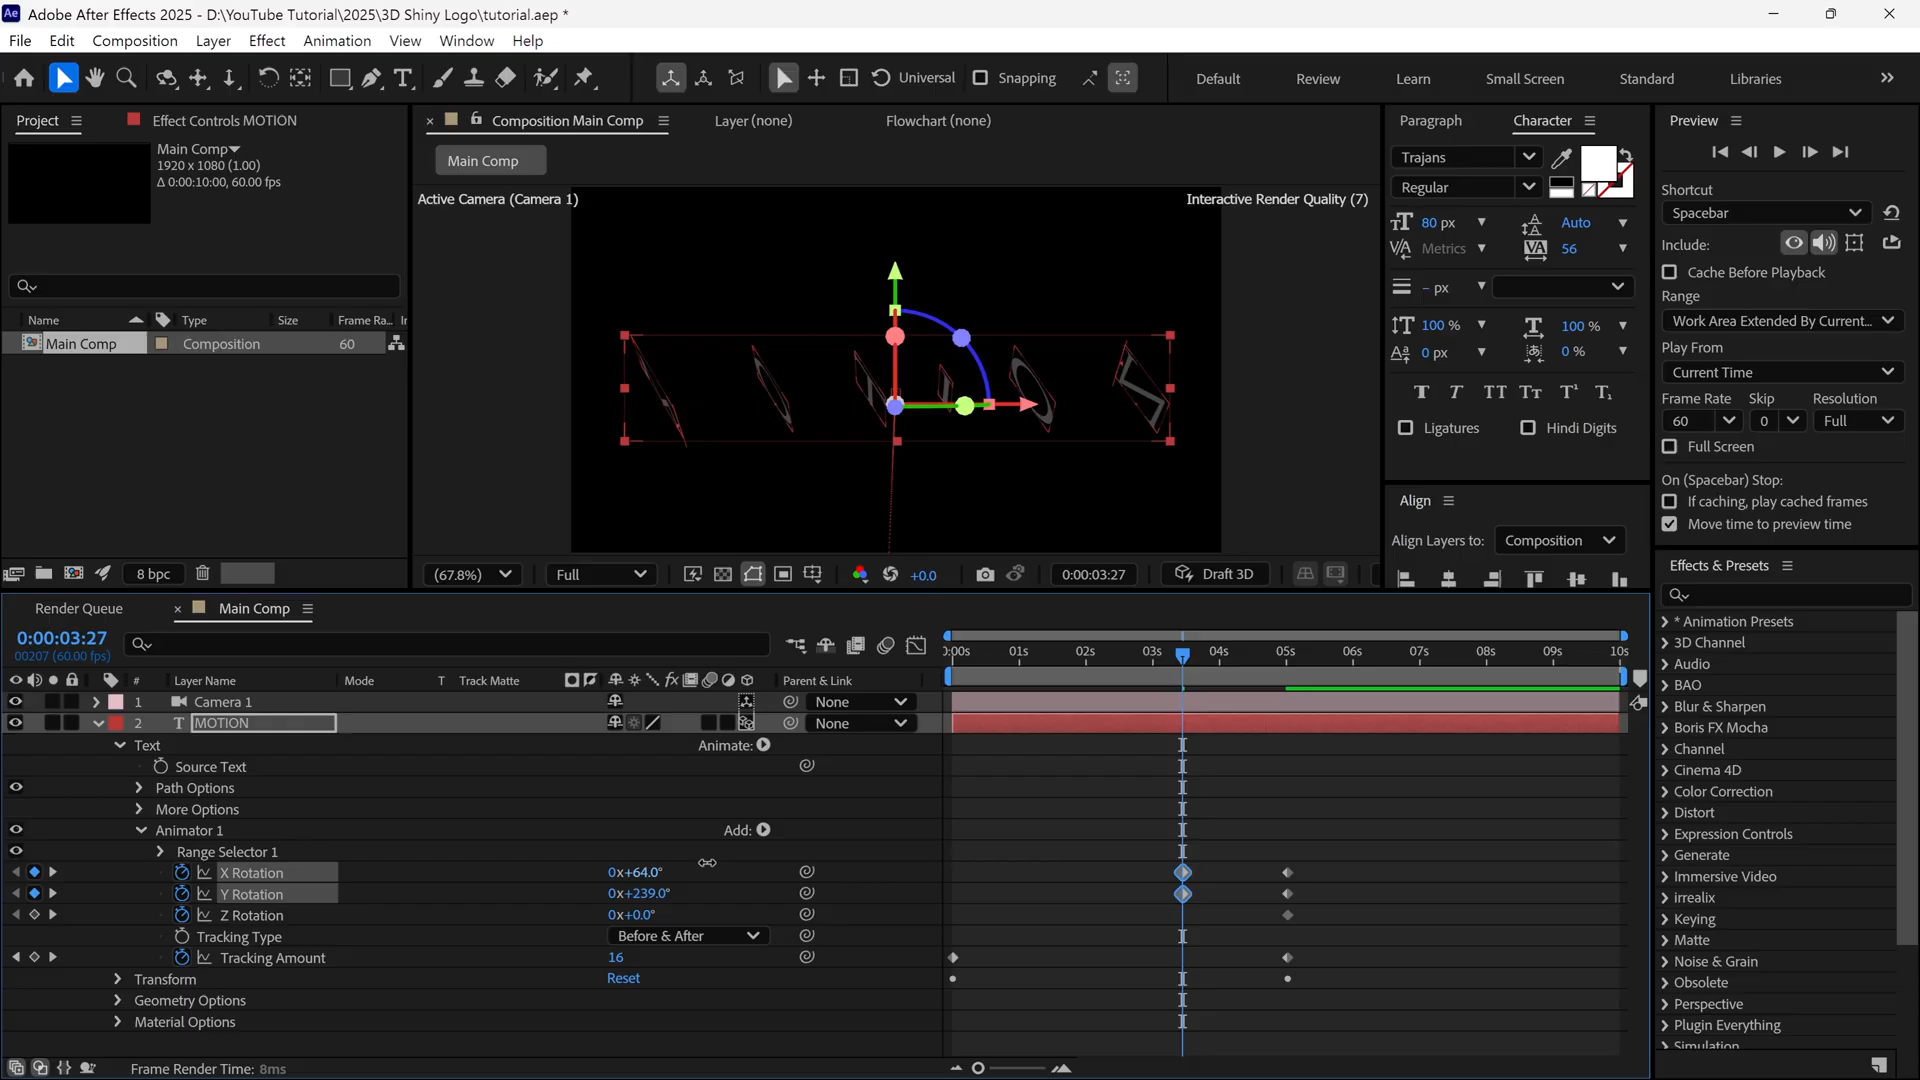 Ae Adobe After Effects 2025 - D:\YouTube Tutorial\2025\3D Shiny Logo\tutorial.aep *
File Edit Composition Layer Effect Animation View Window Help
Universal Snapping Default Review Learn Small Screen Standard Libraries
Project Effect Controls MOTION
Main Comp
1920 x 1080 (1.00)
Δ 0:00:10:00, 60.00 fps
Name Type Size Frame Ra...
Main Comp Composition 60
8 bpc
Composition Main Comp Layer (none) Flowchart (none)
Main Comp
Active Camera (Camera 1) Interactive Render Quality (7)
(67.8%) Full +0.0 0:00:03:27 Draft 3D
Paragraph Character
Trajans
Regular
80 px Auto
Metrics 56
- px
100 % 100 %
0 px 0 %
T T TT Tt T¹ T₁
Ligatures Hindi Digits
Align
Align Layers to: Composition
Preview
Shortcut
Spacebar
Include:
Cache Before Playback
Range
Work Area Extended By Current...
Play From
Current Time
Frame Rate Skip Resolution
60 0 Full
Full Screen
On (Spacebar) Stop:
If caching, play cached frames
Move time to preview time
Effects & Presets
* Animation Presets
3D Channel
Audio
BAO
Blur & Sharpen
Boris FX Mocha
Channel
Cinema 4D
Color Correction
Distort
Expression Controls
Generate
Immersive Video
irrealix
Keying
Matte
Noise & Grain
Obsolete
Perspective
Plugin Everything
Simulation
Render Queue Main Comp
0:00:03:27
00207 (60.00 fps)
0:00s 01s 02s 03s 04s 05s 06s 07s 08s 09s 10s
# Layer Name Mode T Track Matte Parent & Link
1 Camera 1 None
2 T MOTION None
Text Animate:
Source Text
Path Options
More Options
Animator 1 Add:
Range Selector 1
X Rotation 0x+64.0°
Y Rotation 0x+239.0°
Z Rotation 0x+0.0°
Tracking Type Before & After
Tracking Amount 16
Transform Reset
Geometry Options
Material Options
Frame Render Time: 8ms